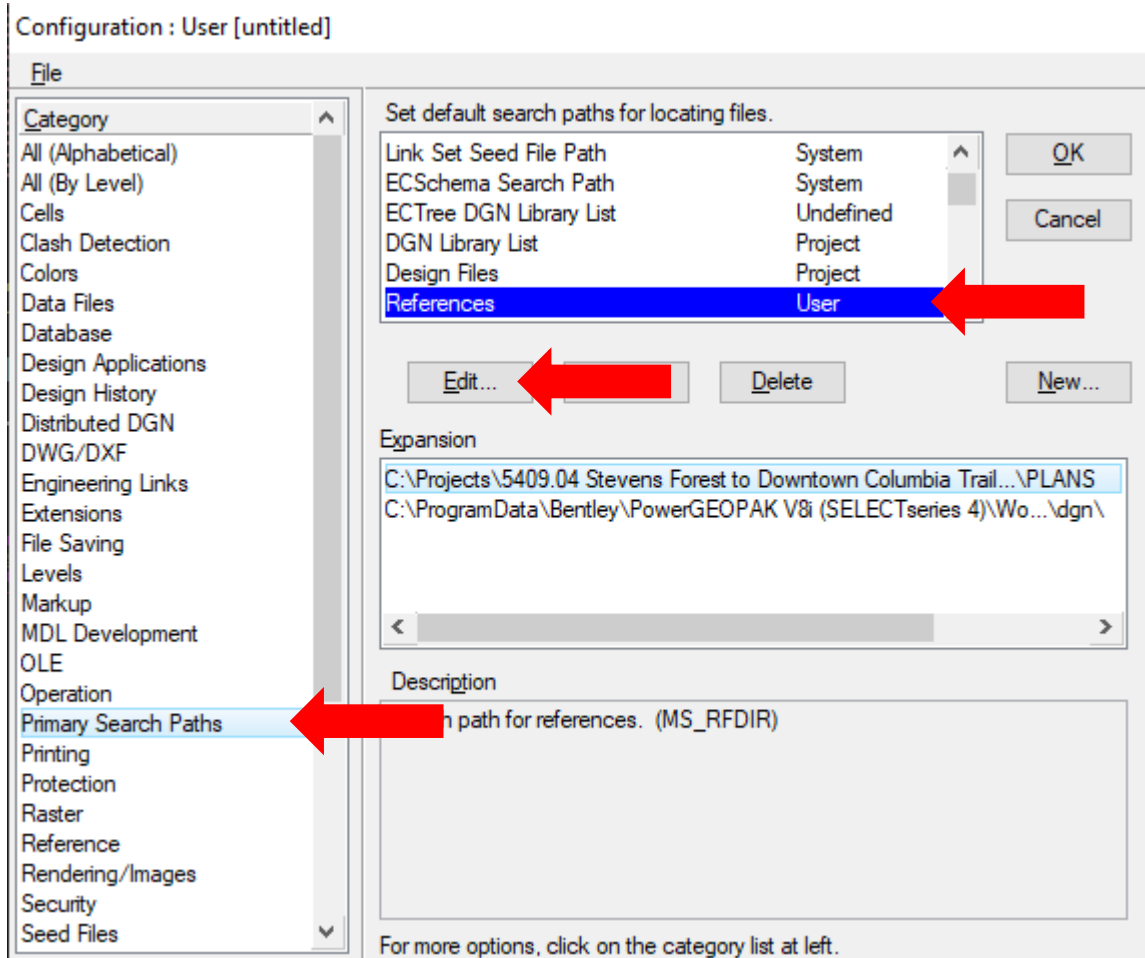 Configuration : User [untitled]
File
Category
All (Alphabetical)
All (By Level)
Cells
Clash Detection
Colors
Data Files
Database
Design Applications
Design History
Distributed DGN
DWG/DXF
Engineering Links
Extensions
File Saving
Levels
Markup
MDL Development
OLE
Operation
Primary Search Paths
Printing
Protection
Raster
Reference
Rendering/Images
Security
Seed Files
Set default search paths for locating files.
Link Set Seed File Path System
ECSchema Search Path System
ECTree DGN Library List Undefined
DGN Library List Project
Design Files Project
References User
OK
Cancel
Edit... Delete New...
Expansion
C:\Projects\5409.04 Stevens Forest to Downtown Columbia Trail...\PLANS
C:\ProgramData\Bentley\PowerGEOPAK V8i (SELECTseries 4)\Wo...\dgn\
Description
path for references. (MS_RFDIR)
For more options, click on the category list at left.